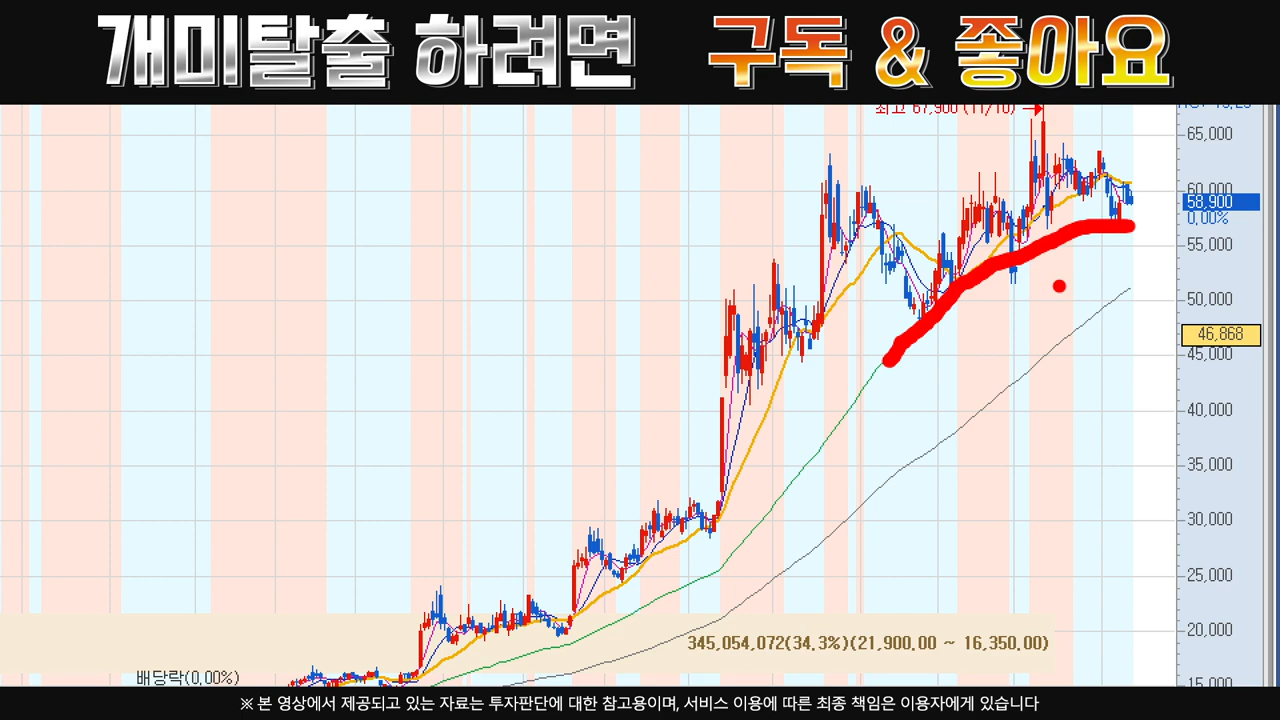 개미탈출 하려면 구독 & 좋아요
최고 67,900 (11/10) →
65,000
60,000
58,900
0,00%
55,000
50,000
46,868
45,000
40,000
35,000
30,000
25,000
20,000
345,054,072(34.3%)(21,900.00 ~ 16,350.00)
배당락(0,00%)
15,000
※ 본 영상에서 제공되고 있는 자료는 투자판단에 대한 참고용이며, 서비스 이용에 따른 최종 책임은 이용자에게 있습니다